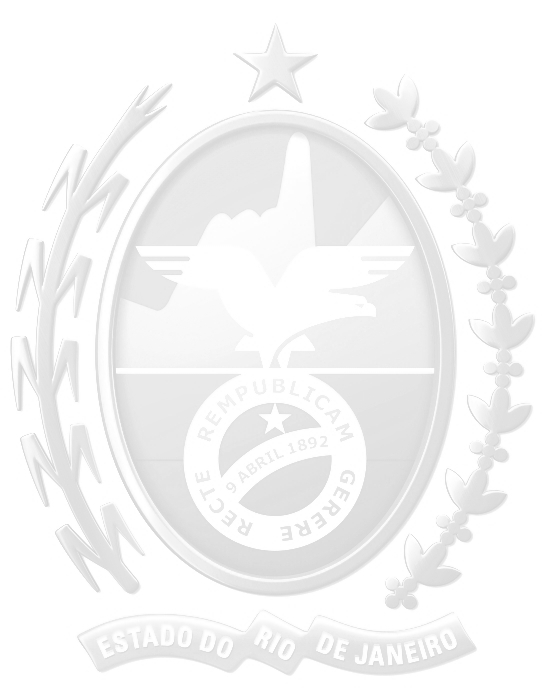 RECTE REMPUBLICAM GERERE
9 ABRIL 1892
ESTADO DO RIO DE JANEIRO